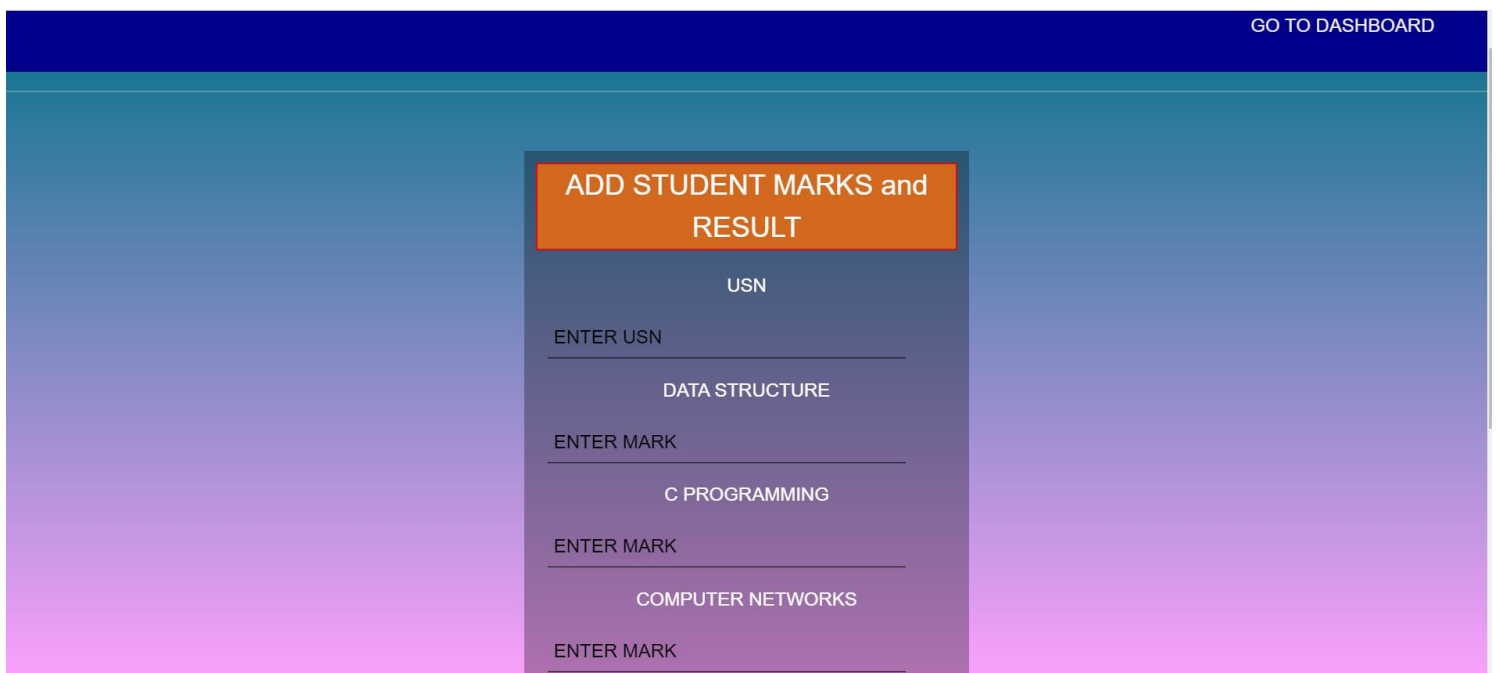 GO TO DASHBOARD
ADD STUDENT MARKS and
RESULT
USN
ENTER USN
DATA STRUCTURE
ENTER MARK
C PROGRAMMING
ENTER MARK
COMPUTER NETWORKS
ENTER MARK